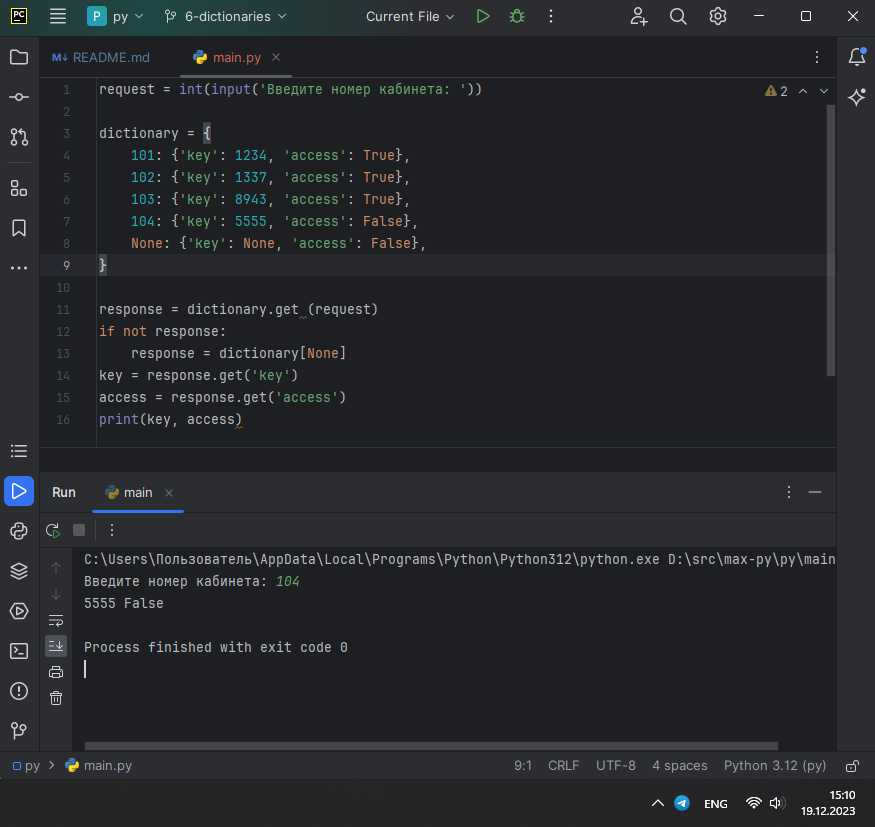 PC P py 6-dictionaries Current File
M↓ README.md main.py
1 request = int(input('Введите номер кабинета: ')) 2
2
3 dictionary = {
4 101: {'key': 1234, 'access': True},
5 102: {'key': 1337, 'access': True},
6 103: {'key': 8943, 'access': True},
7 104: {'key': 5555, 'access': False},
8 None: {'key': None, 'access': False},
9 }
10
11 response = dictionary.get (request)
12 if not response:
13 response = dictionary[None]
14 key = response.get('key')
15 access = response.get('access')
16 print(key, access)
Run main
C:\Users\Пользователь\AppData\Local\Programs\Python\Python312\python.exe D:\src\max-py\py\main
Введите номер кабинета: 104
5555 False
Process finished with exit code 0
py > main.py 9:1 CRLF UTF-8 4 spaces Python 3.12 (py)
ENG 15:10
19.12.2023